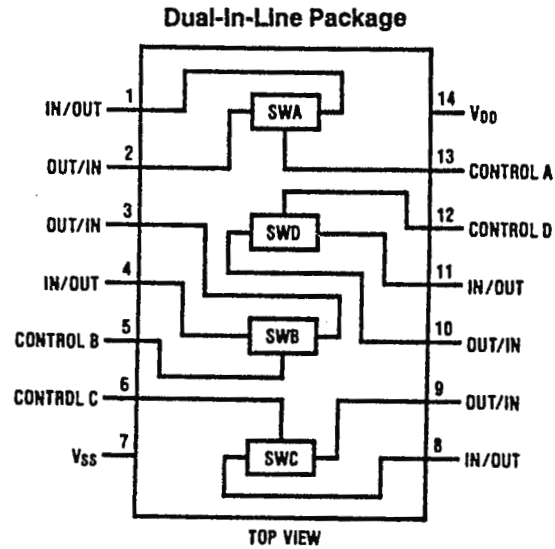 Dual-In-Line Package
1
IN/OUT
SWA
14
VDD
2
OUT/IN
13
CONTROL A
3
OUT/IN
SWD
12
CONTROL D
4
IN/OUT
11
IN/OUT
5
CONTROL B
SWB
10
OUT/IN
6
CONTROL C
9
OUT/IN
7
VSS
SWC
8
IN/OUT
TOP VIEW